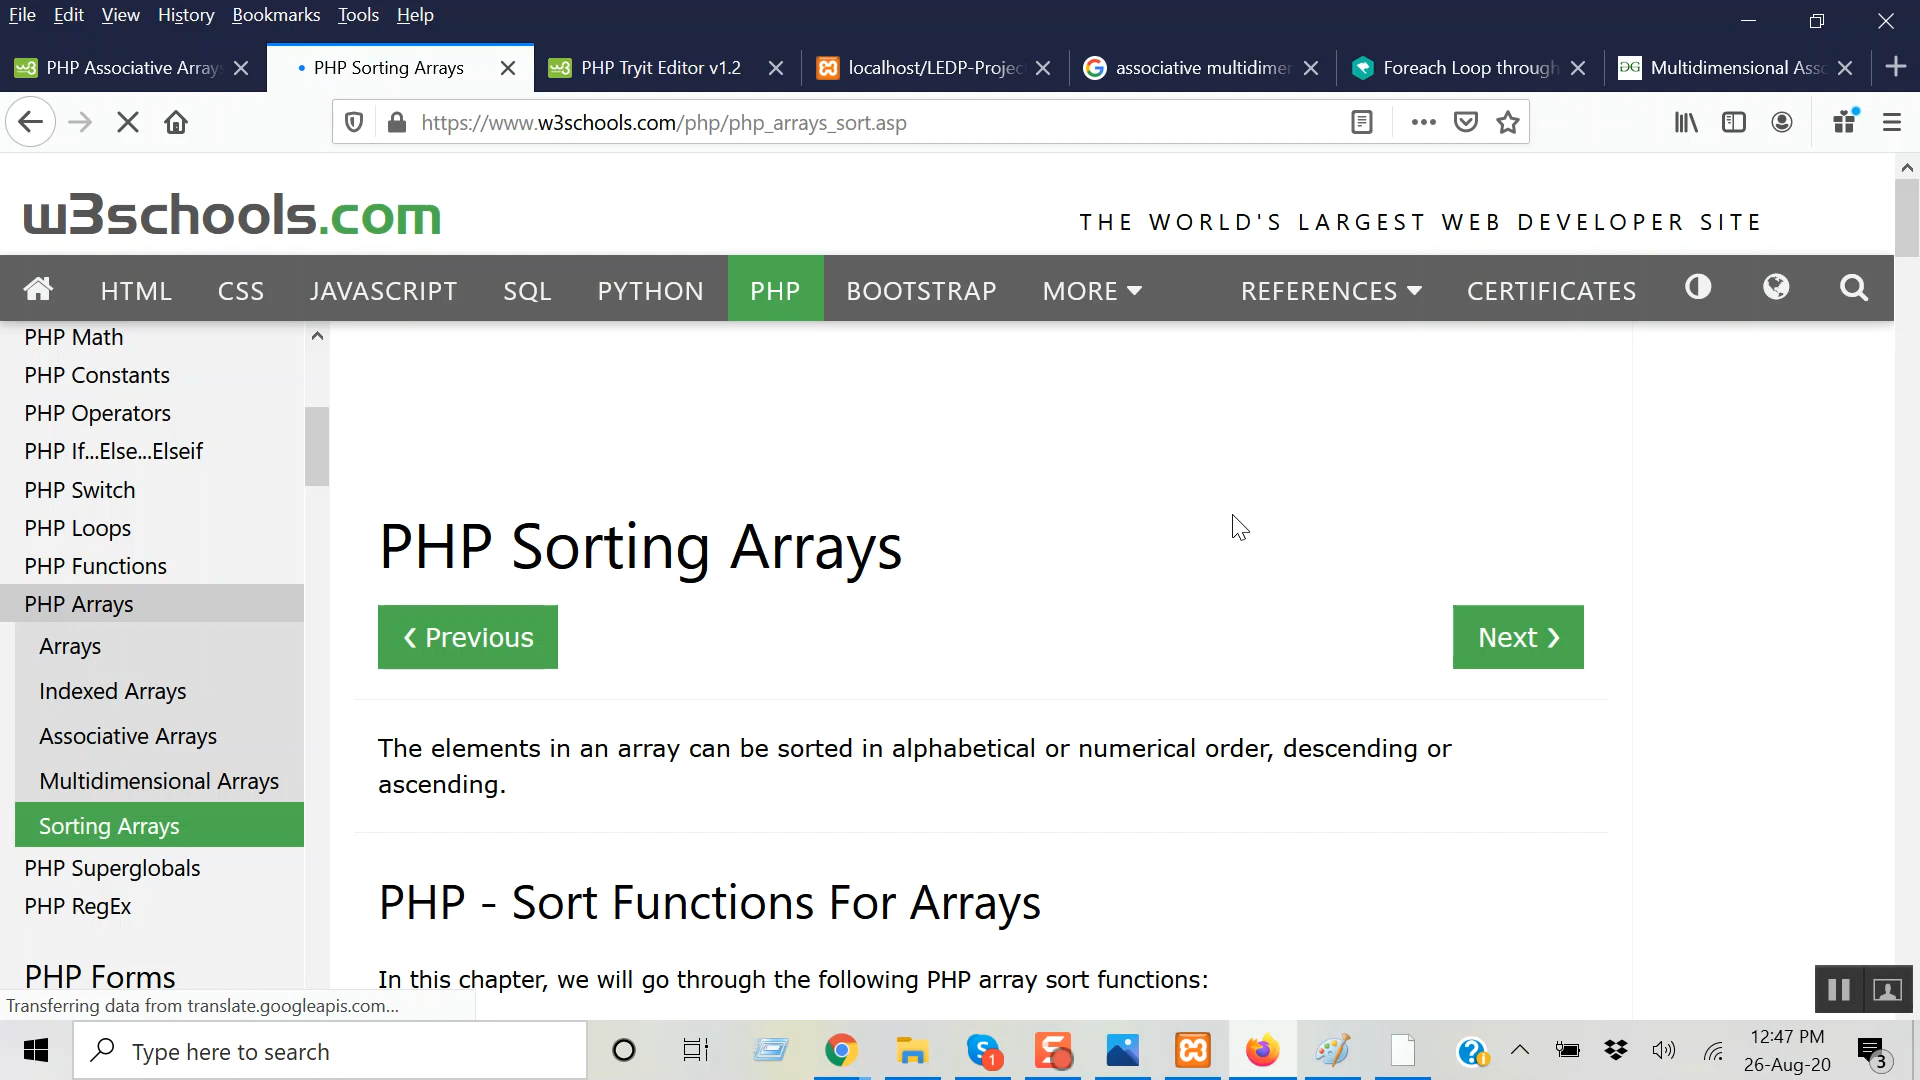 File Edit View History Bookmarks Tools Help
PHP Associative Array
PHP Sorting Arrays
PHP Tryit Editor v1.2
localhost/LEDP-Projec
associative multidimen
Foreach Loop through
Multidimensional Asso
https://www.w3schools.com/php/php_arrays_sort.asp
w3schools.com
THE WORLD'S LARGEST WEB DEVELOPER SITE
HTML CSS JAVASCRIPT SQL PYTHON PHP BOOTSTRAP MORE REFERENCES CERTIFICATES
PHP Math
PHP Constants
PHP Operators
PHP If...Else...Elseif
PHP Switch
PHP Loops
PHP Functions
PHP Arrays
Arrays
Indexed Arrays
Associative Arrays
Multidimensional Arrays
Sorting Arrays
PHP Superglobals
PHP RegEx
PHP Forms
PHP Sorting Arrays
❮ Previous
Next ❯
The elements in an array can be sorted in alphabetical or numerical order, descending or
ascending.
PHP - Sort Functions For Arrays
In this chapter, we will go through the following PHP array sort functions:
Transferring data from translate.googleapis.com...
Type here to search
1
12:47 PM
26-Aug-20
3